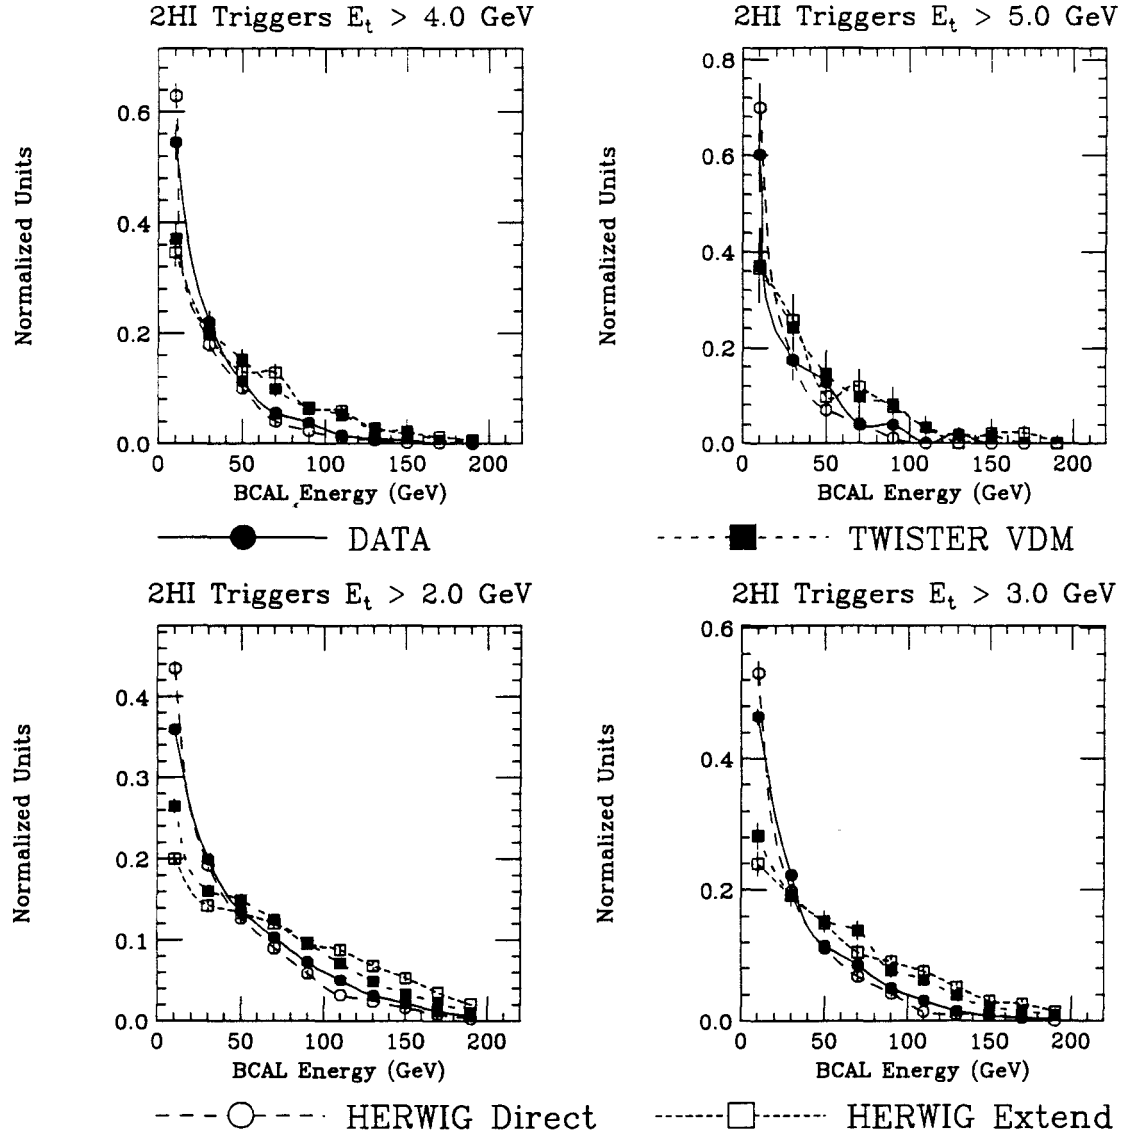 2HI Triggers Et > 4.0 GeV
2HI Triggers Et > 5.0 GeV
Normalized Units
0.6
0.4
0.2
0.0
0 50 100 150 200
BCAL Energy (GeV)
Normalized Units
0.8
0.6
0.4
0.2
0.0
0 50 100 150 200
BCAL Energy (GeV)
DATA
TWISTER VDM
2HI Triggers Et > 2.0 GeV
2HI Triggers Et > 3.0 GeV
Normalized Units
0.4
0.3
0.2
0.1
0.0
0 50 100 150 200
BCAL Energy (GeV)
Normalized Units
0.6
0.4
0.2
0.0
0 50 100 150 200
BCAL Energy (GeV)
HERWIG Direct
HERWIG Extend